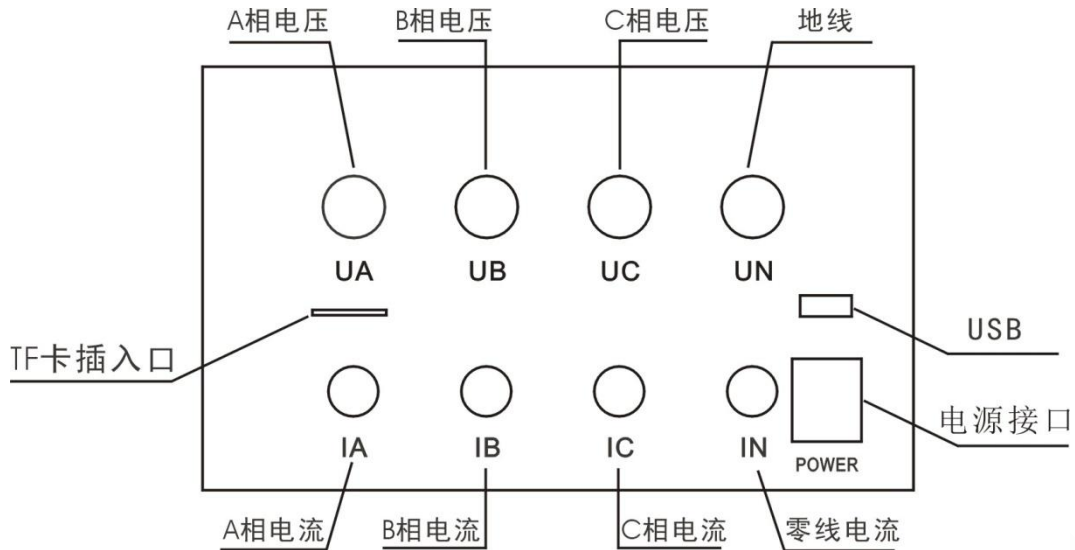 A相电压 B相电压 C相电压 地线
UA UB UC UN
USB
TF卡插入口
电源接口
IA IB IC IN
POWER
A相电流 B相电流 C相电流 零线电流